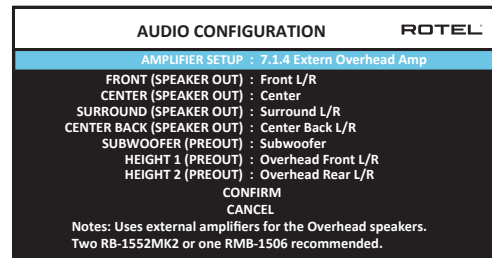 AUDIO CONFIGURATION ROTEL
AMPLIFIER SETUP : 7.1.4 Extern Overhead Amp
FRONT (SPEAKER OUT) : Front L/R
CENTER (SPEAKER OUT) : Center
SURROUND (SPEAKER OUT) : Surround L/R
CENTER BACK (SPEAKER OUT) : Center Back L/R
SUBWOOFER (PREOUT) : Subwoofer
HEIGHT 1 (PREOUT) : Overhead Front L/R
HEIGHT 2 (PREOUT) : Overhead Rear L/R
CONFIRM
CANCEL
Notes: Uses external amplifiers for the Overhead speakers.
Two RB-1552MK2 or one RMB-1506 recommended.